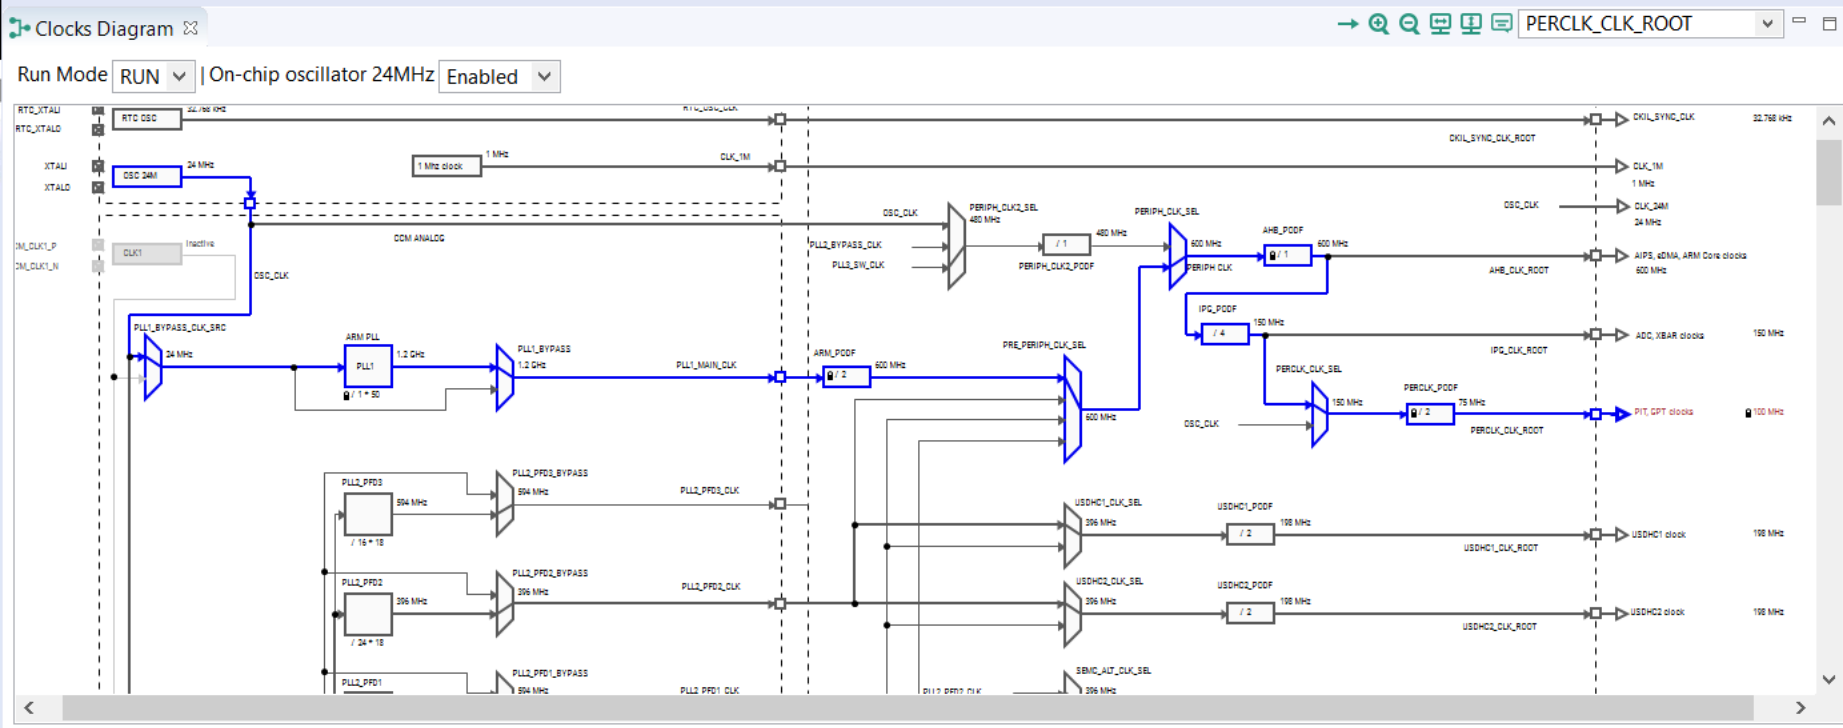 Clocks Diagram
PERCLK_CLK_ROOT
Run Mode RUN | On-chip oscillator 24MHz Enabled
RTC_XTALI
RTC_XTALO
RTC OSC
32.768 kHz
RTC_OSC_CLK
CKIL_SYNC_CLK
32.768 kHz
CKIL_SYNC_CLK_ROOT
XTALI
XTALO
OSC 24M
24 MHz
1 Mhz clock
1 MHz
CLK_1M
CLK_1M
1 MHz
OSC_CLK
CLK_24M
24 MHz
OSC_CLK
PERIPH_CLK2_SEL
480 MHz
PLL2_BYPASS_CLK
PLL3_SW_CLK
/ 1
480 MHz
PERIPH_CLK2_PODF
PERIPH_CLK_SEL
600 MHz
PERIPH CLK
AHB_PODF
/ 1
600 MHz
AHB_CLK_ROOT
AIPS, eDMA, ARM Core clocks
600 MHz
CCM ANALOG
CLK1
Inactive
OSC_CLK
IPG_PODF
/ 4
150 MHz
IPG_CLK_ROOT
ADC, XBAR clocks
150 MHz
PLL1_BYPASS_CLK_SRC
24 MHz
ARM PLL
PLL1
/ 1 * 50
1.2 GHz
PLL1_BYPASS
1.2 GHz
PLL1_MAIN_CLK
ARM_PODF
/ 2
600 MHz
PRE_PERIPH_CLK_SEL
600 MHz
PERCLK_CLK_SEL
150 MHz
OSC_CLK
PERCLK_PODF
/ 2
75 MHz
PERCLK_CLK_ROOT
PIT, GPT clocks
100 MHz
PLL2_PFD3
594 MHz
/ 16 * 18
PLL2_PFD3_BYPASS
594 MHz
PLL2_PFD3_CLK
USDHC1_CLK_SEL
396 MHz
USDHC1_PODF
/ 2
198 MHz
USDHC1_CLK_ROOT
USDHC1 clock
198 MHz
PLL2_PFD2
396 MHz
/ 24 * 18
PLL2_PFD2_BYPASS
396 MHz
PLL2_PFD2_CLK
USDHC2_CLK_SEL
396 MHz
USDHC2_PODF
/ 2
198 MHz
USDHC2_CLK_ROOT
USDHC2 clock
198 MHz
PLL2_PFD1
PLL2_PFD1_BYPASS
594 MHz
PLL2_PFD1_CLK
PLL2_PFD2_CLK
SEMC_ALT_CLK_SEL
396 MHz